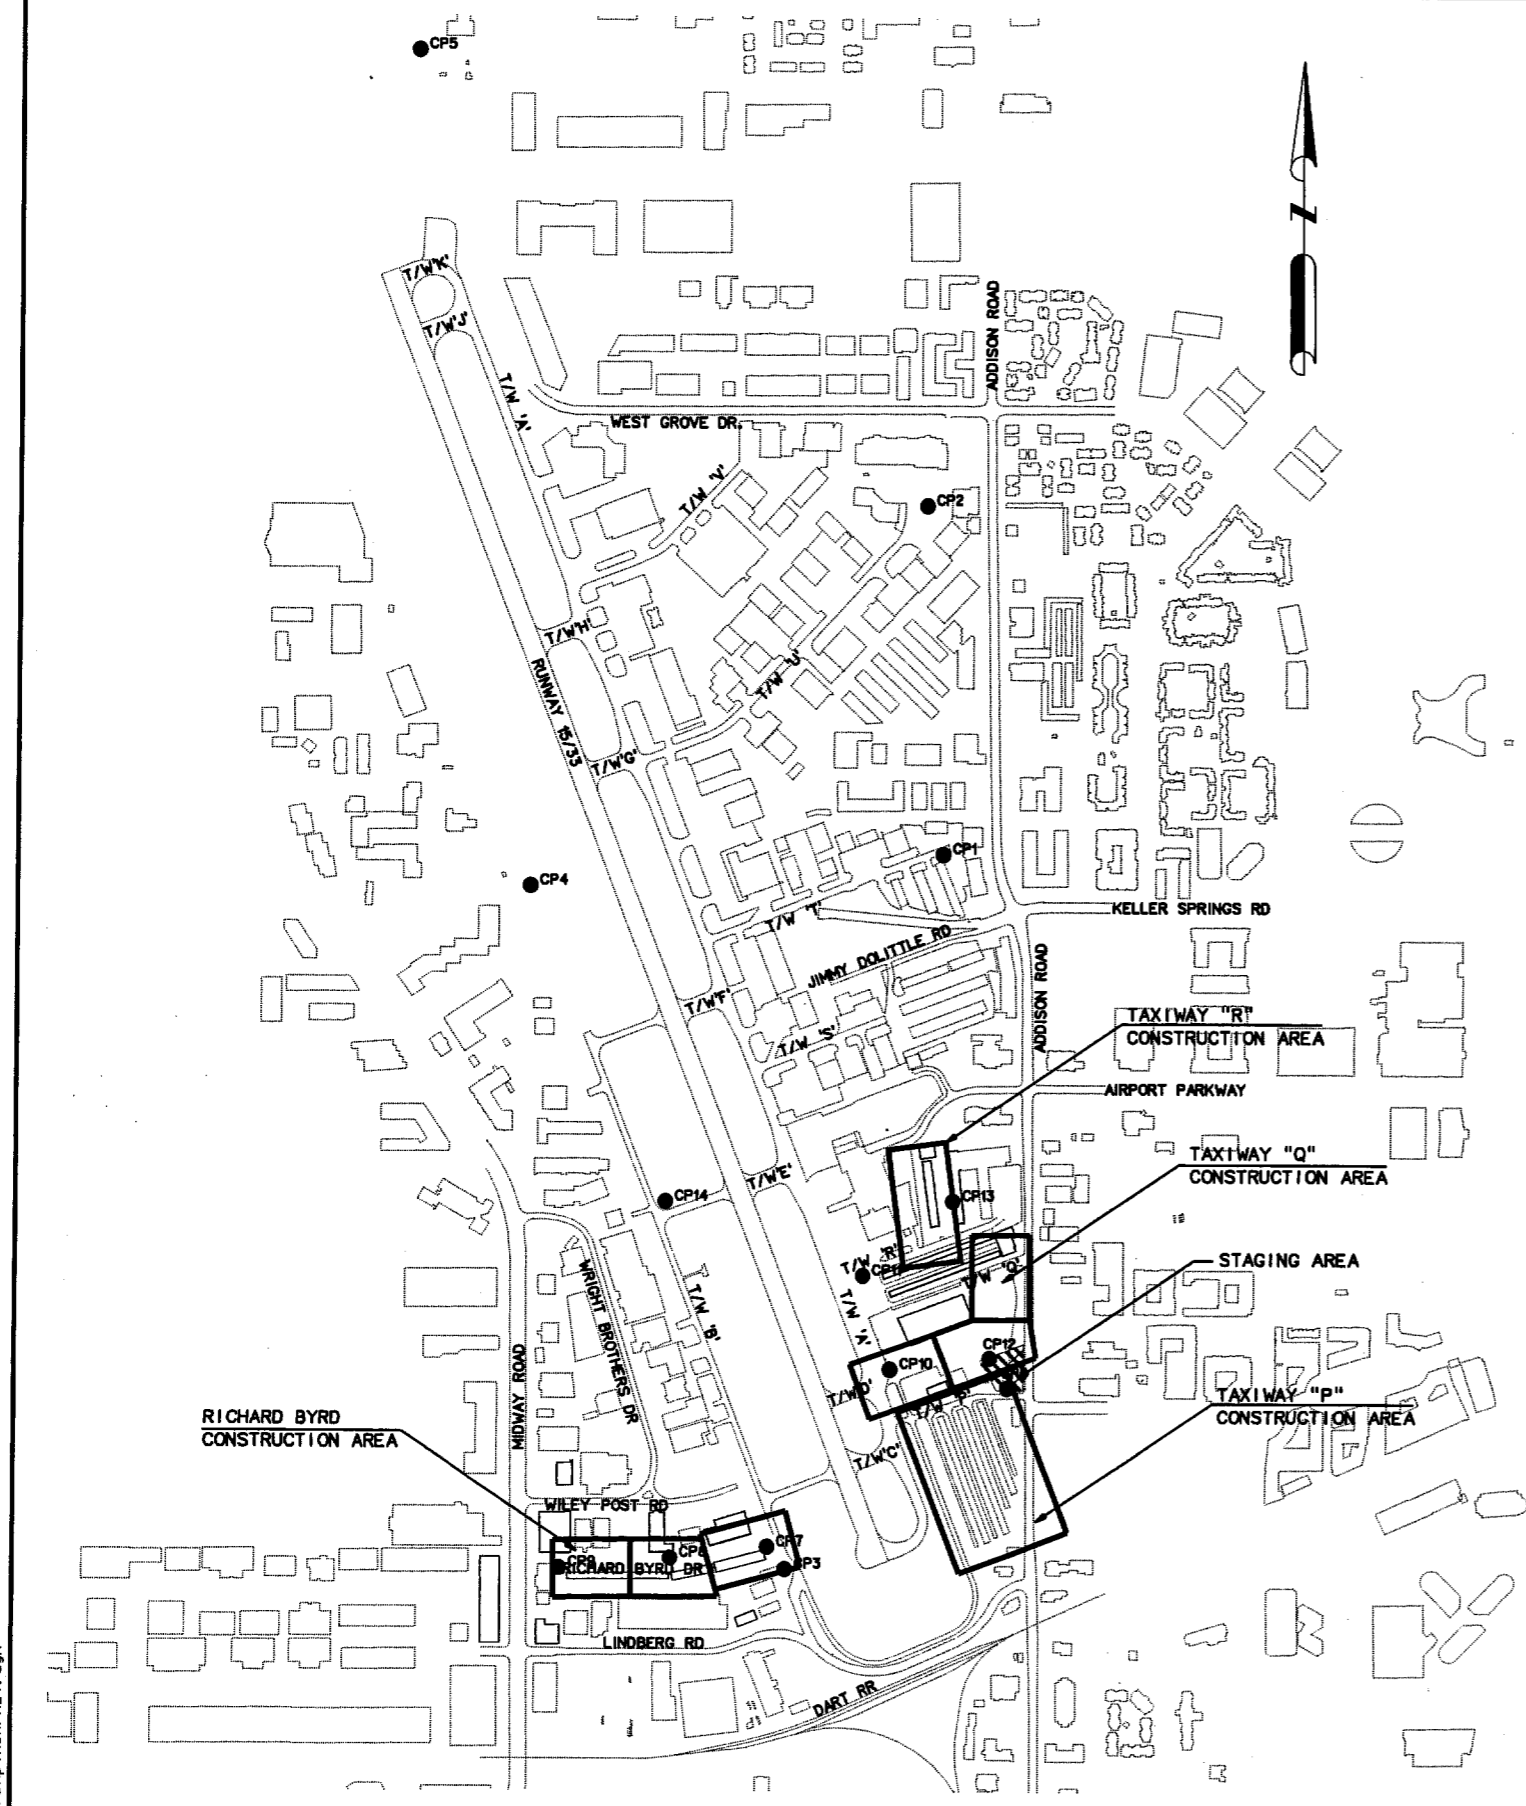 CP5
N
T/W'K'
T/W'J'
T/W 'A'
ADDISON ROAD
WEST GROVE DR.
T/W 'V'
CP2
T/W'H'
RUNWAY 15/33
T/W 'U'
T/W'G'
CP1
CP4
T/W 'T'
KELLER SPRINGS RD
JIMMY DOLITTLE RD
ADDISON ROAD
T/W'F'
T/W 'S'
TAXIWAY "R"
CONSTRUCTION AREA
AIRPORT PARKWAY
TAXIWAY "Q"
CONSTRUCTION AREA
T/W'E'
CP14
CP13
T/W 'R'
T/W 'Q'
STAGING AREA
WRIGHT BROTHERS DR
T/W 'B'
T/W 'A'
MIDWAY ROAD
CP12
CP10
T/W'D'
T/W 'P'
TAXIWAY "P"
CONSTRUCTION AREA
RICHARD BYRD
CONSTRUCTION AREA
T/W'C'
WILEY POST RD
CP7
RICHARD BYRD DR
CP3
LINDBERG RD
DART RR